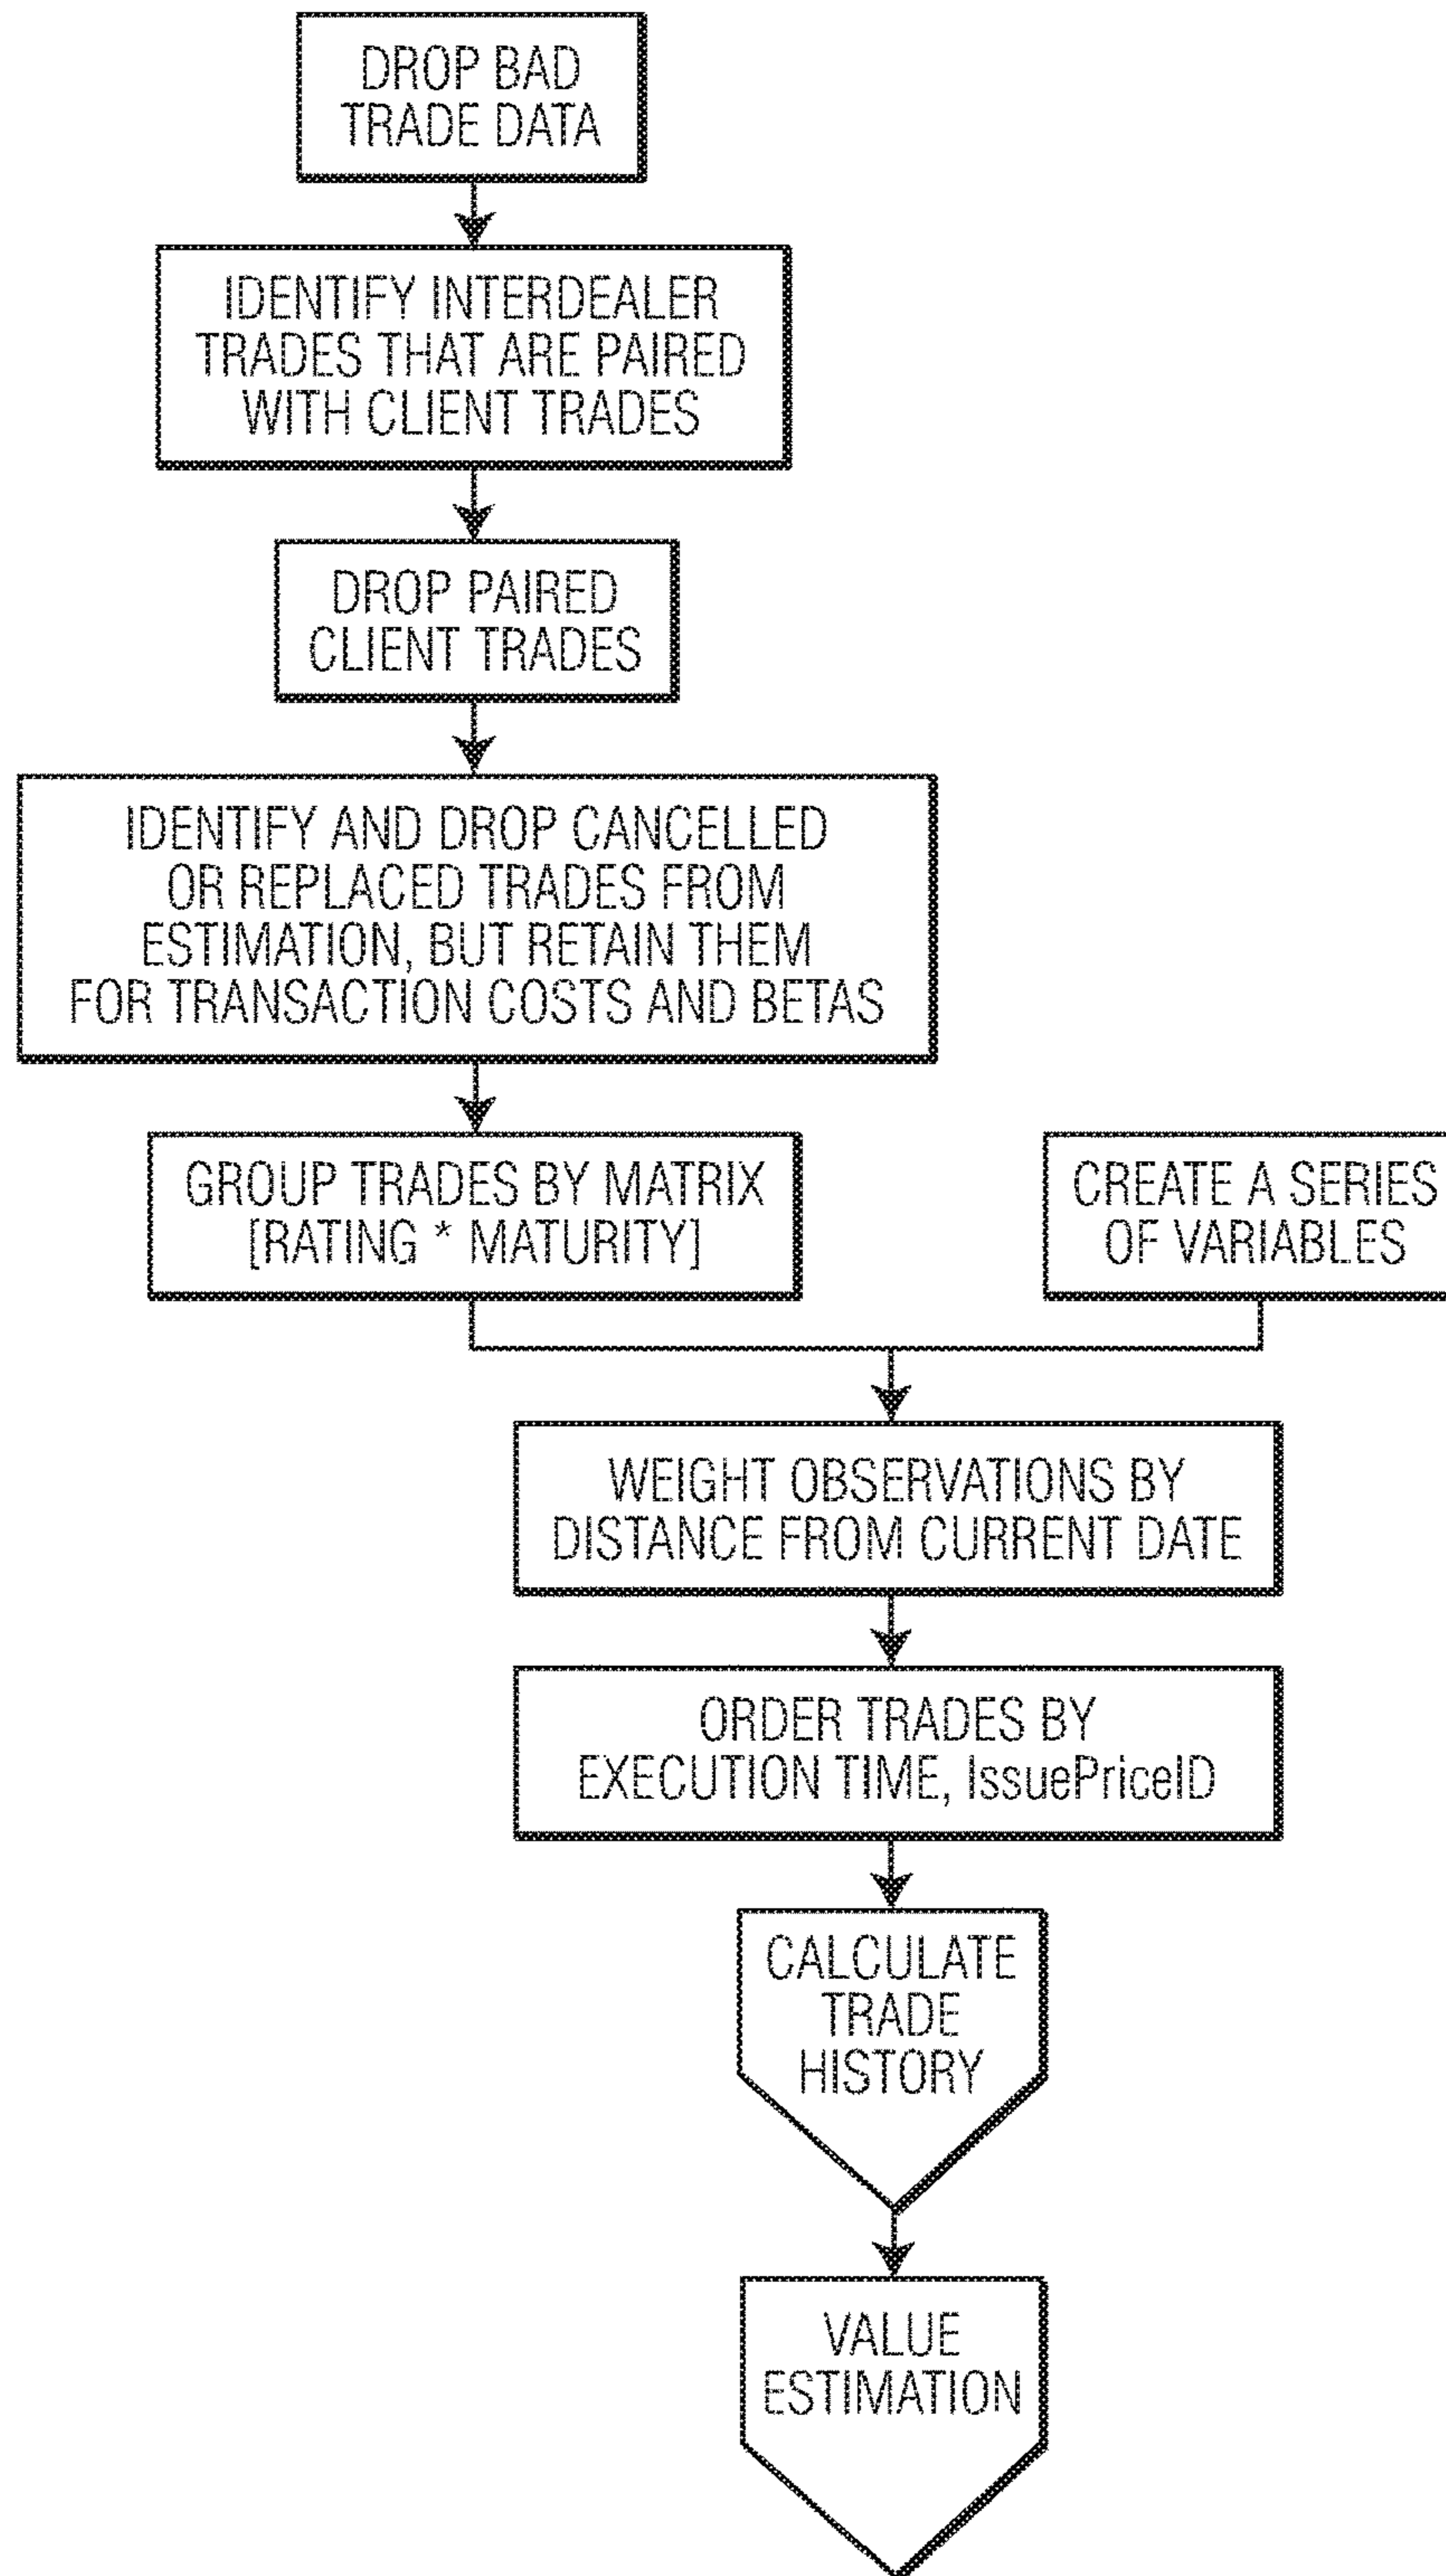 DROP BAD
TRADE DATA
IDENTIFY INTERDEALER
TRADES THAT ARE PAIRED
WITH CLIENT TRADES
DROP PAIRED
CLIENT TRADES
IDENTIFY AND DROP CANCELLED
OR REPLACED TRADES FROM
ESTIMATION, BUT RETAIN THEM
FOR TRANSACTION COSTS AND BETAS
GROUP TRADES BY MATRIX
[RATING * MATURITY]
CREATE A SERIES
OF VARIABLES
WEIGHT OBSERVATIONS BY
DISTANCE FROM CURRENT DATE
ORDER TRADES BY
EXECUTION TIME, IssuePriceID
CALCULATE
TRADE
HISTORY
VALUE
ESTIMATION